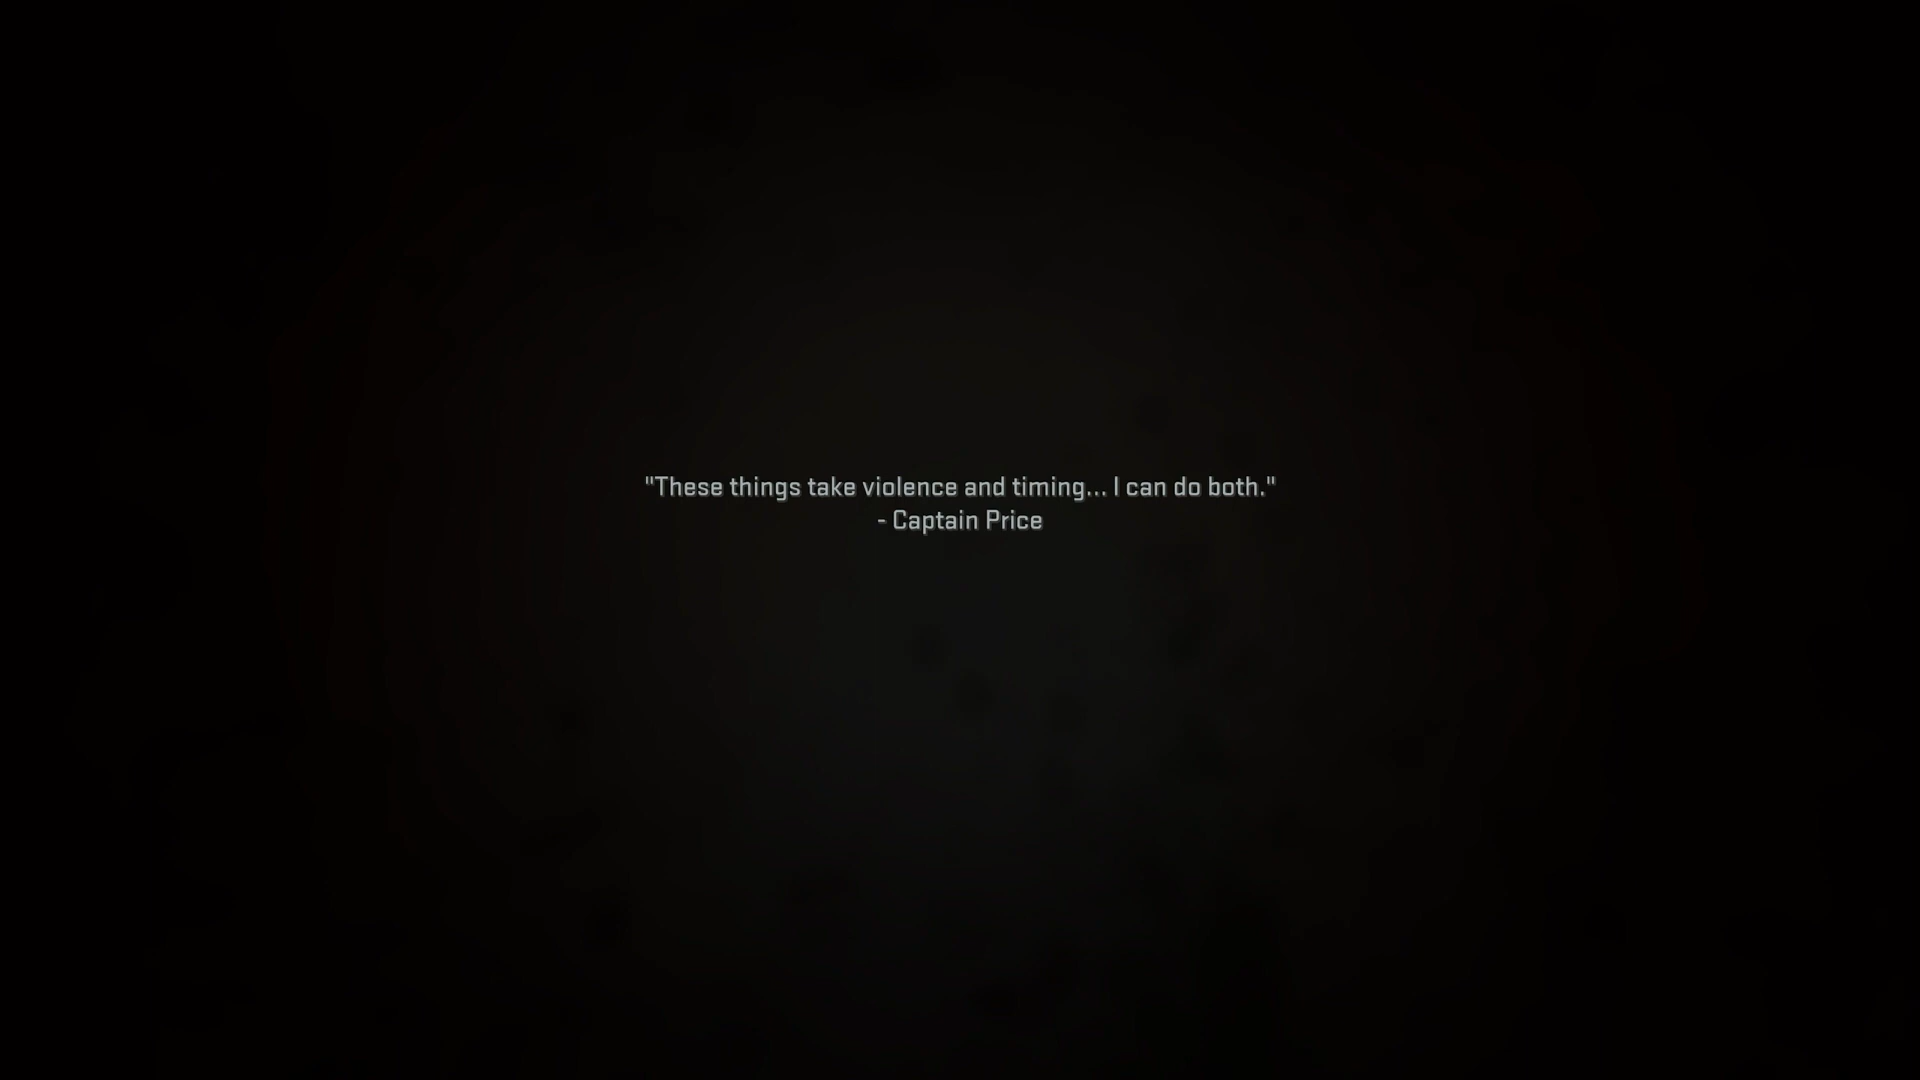 "These things take violence and timing... I can do both."
- Captain Price